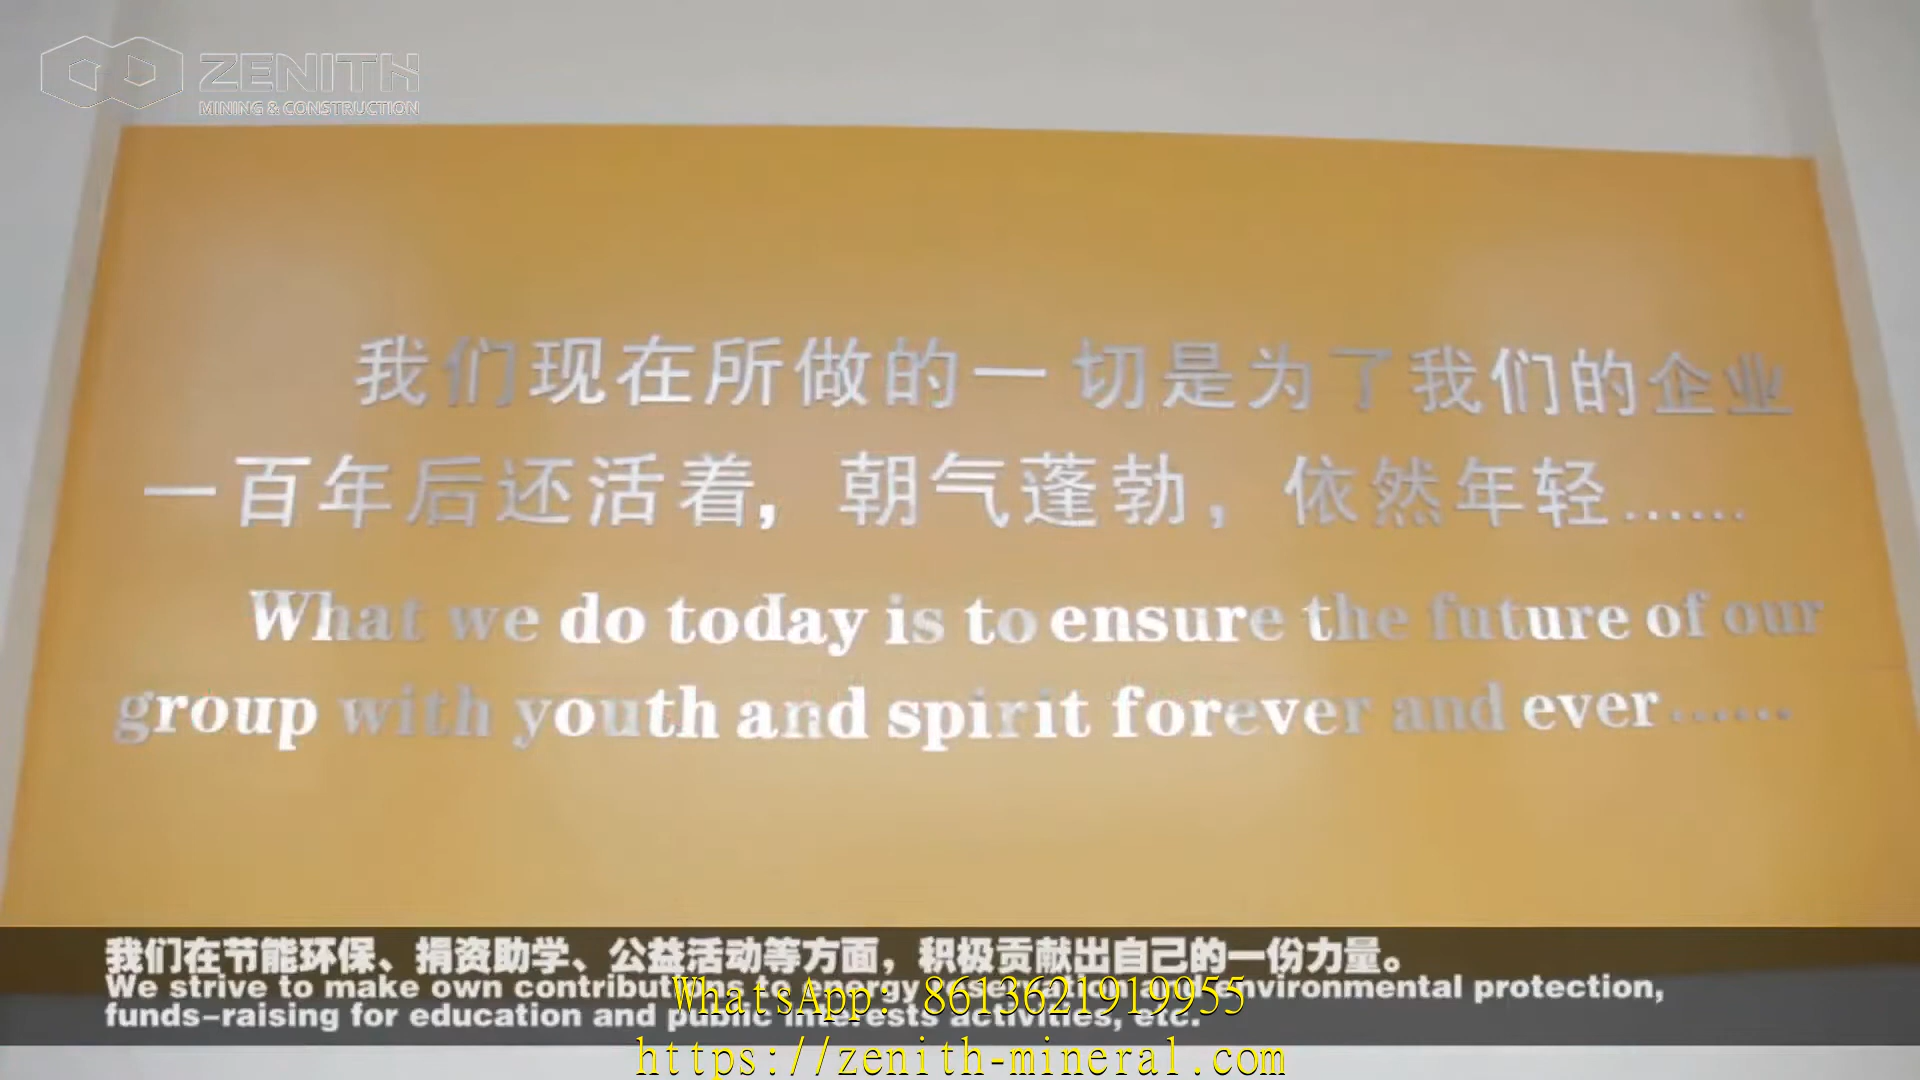 ZENITH
MINING & CONSTRUCTION
我们现在所做的一切是为了我们的企业
一百年后还活着，朝气蓬勃，依然年轻......
What we do today is to ensure the future of our
group with youth and spirit forever and ever......
我们在节能环保、捐资助学、公益活动等方面，积极贡献出自己的一份力量。
We strive to make own environmental protection,
funds-raising for education and public interests activities, etc.
WhatsApp: 8613621919955
https://zenith-mineral.com